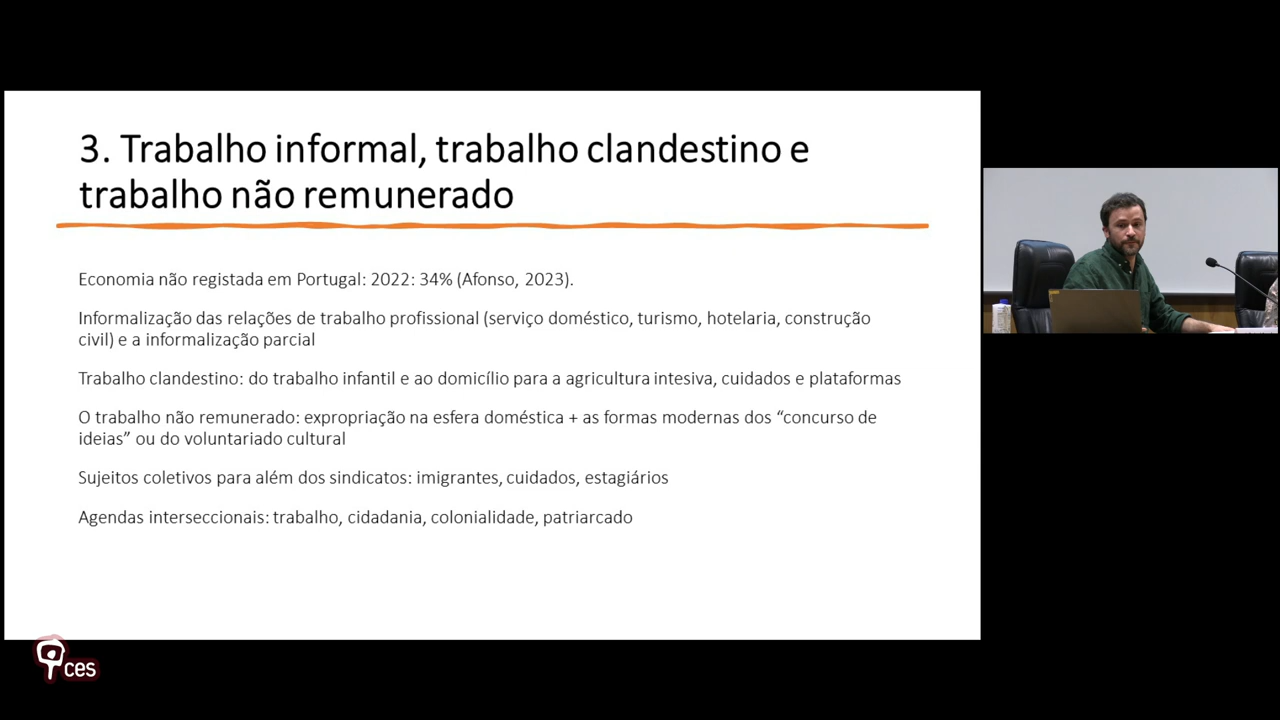 3. Trabalho informal, trabalho clandestino e
trabalho não remunerado
Economia não registada em Portugal: 2022: 34% (Afonso, 2023).
Informalização das relações de trabalho profissional (serviço doméstico, turismo, hotelaria, construção
civil) e a informalização parcial
Trabalho clandestino: do trabalho infantil e ao domicílio para a agricultura intesiva, cuidados e plataformas
O trabalho não remunerado: expropriação na esfera doméstica + as formas modernas dos “concurso de
ideias” ou do voluntariado cultural
Sujeitos coletivos para além dos sindicatos: imigrantes, cuidados, estagiários
Agendas interseccionais: trabalho, cidadania, colonialidade, patriarcado
ces